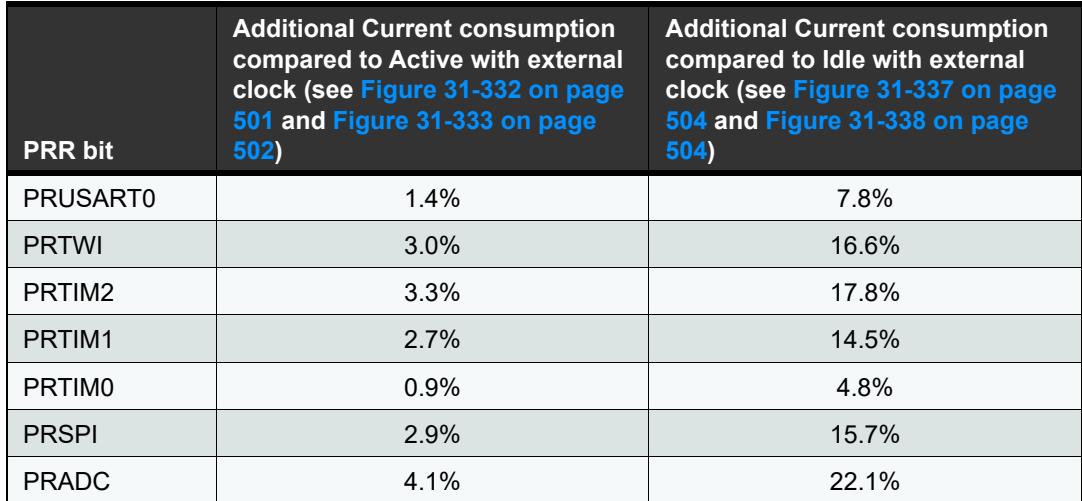 PRR bit
Additional Current consumption
compared to Active with external
clock (see Figure 31-332 on page
501 and Figure 31-333 on page
502)
Additional Current consumption
compared to Idle with external
clock (see Figure 31-337 on page
504 and Figure 31-338 on page
504)
PRUSART0 1.4% 7.8%
PRTWI 3.0% 16.6%
PRTIM2 3.3% 17.8%
PRTIM1 2.7% 14.5%
PRTIM0 0.9% 4.8%
PRSPI 2.9% 15.7%
PRADC 4.1% 22.1%